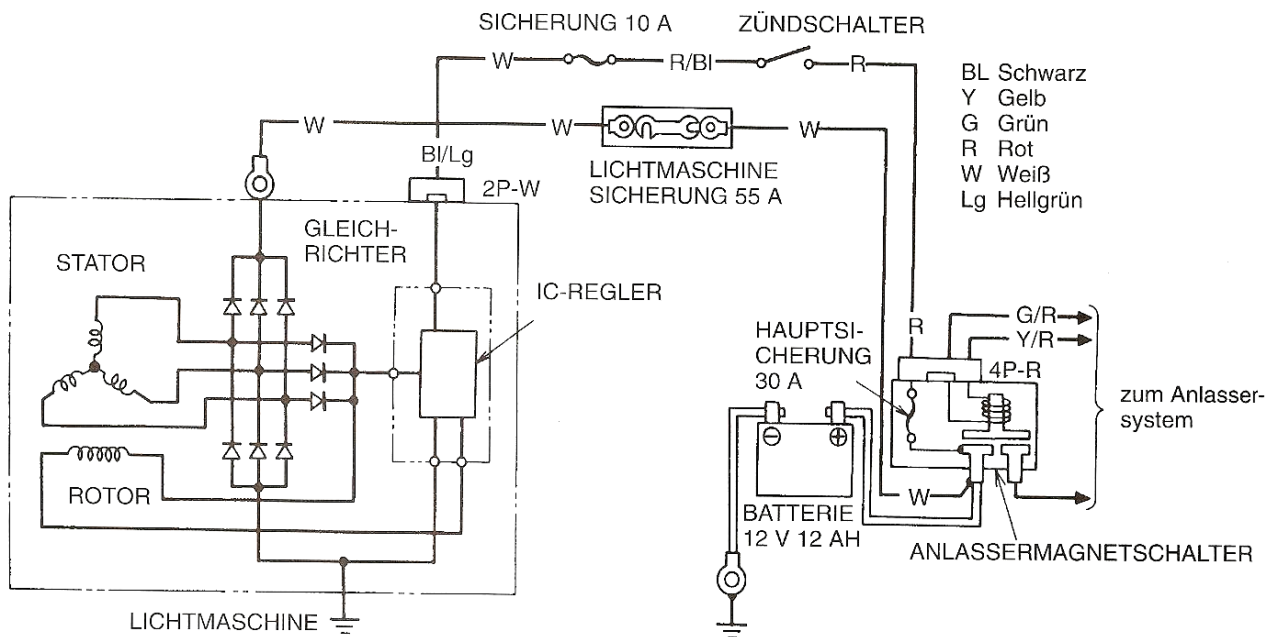 SICHERUNG 10 A
ZÜNDSCHALTER
W
R/Bl
R
BL Schwarz
Y Gelb
G Grün
R Rot
W Weiß
Lg Hellgrün
W
W
W
Bl/Lg
LICHTMASCHINE
SICHERUNG 55 A
2P-W
GLEICH-
RICHTER
STATOR
IC-REGLER
R
G/R
Y/R
HAUPTSI-
CHERUNG
30 A
4P-R
zum Anlasser-
system
ROTOR
W
BATTERIE
12 V 12 AH
ANLASSERMAGNETSCHALTER
LICHTMASCHINE